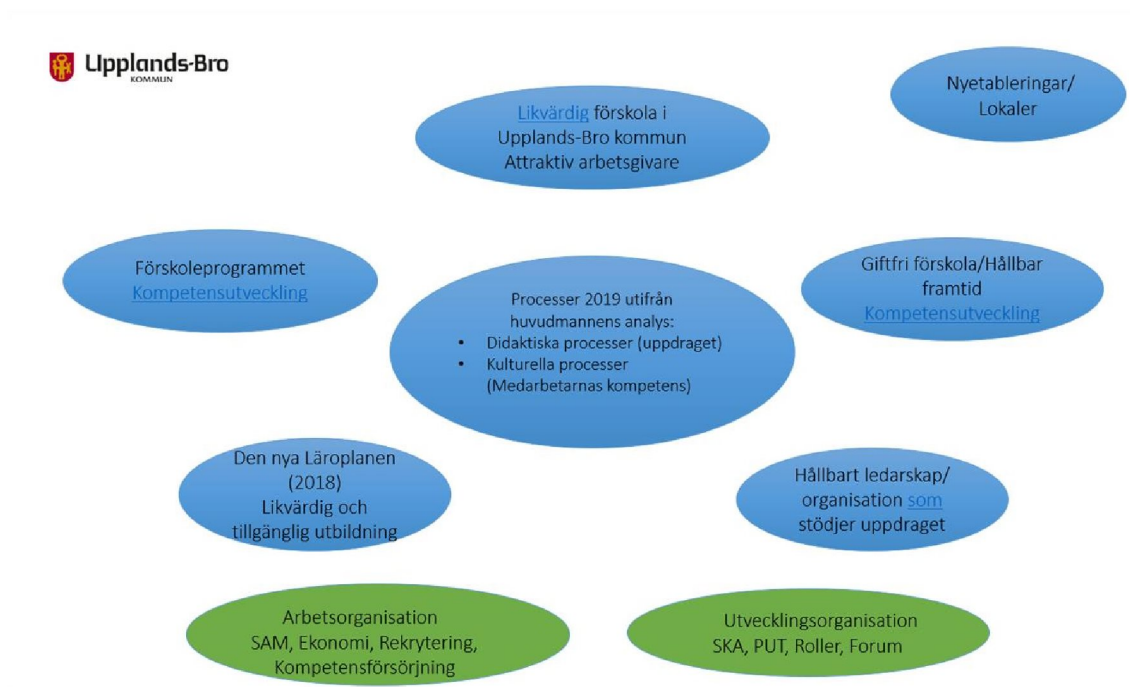 Upplands-Bro
KOMMUN
Nyetableringar/
Lokaler
Likvärdig förskola i
Upplands-Bro kommun
Attraktiv arbetsgivare
Förskoleprogrammet
Kompetensutveckling
Giftfri förskola/Hållbar
framtid
Kompetensutveckling
Processer 2019 utifrån
huvudmannens analys:
• Didaktiska processer (uppdraget)
• Kulturella processer
(Medarbetarnas kompetens)
Den nya Läroplanen
(2018)
Likvärdig och
tillgänglig utbildning
Hållbart ledarskap/
organisation som
stödjer uppdraget
Arbetsorganisation
SAM, Ekonomi, Rekrytering,
Kompetensförsörjning
Utvecklingsorganisation
SKA, PUT, Roller, Forum